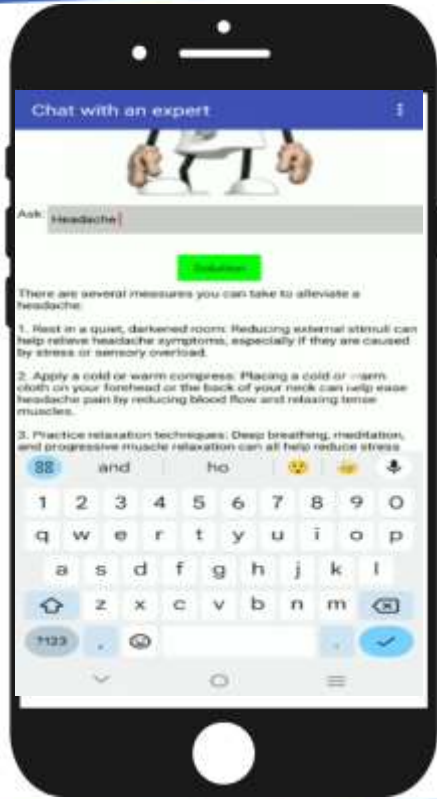 Chat with an expert
Ask: Headache
Solution
There are several measures you can take to alleviate a
headache:
1. Rest in a quiet, darkened room: Reducing external stimuli can
help relieve headache symptoms, especially if they are caused
by stress or sensory overload.
2. Apply a cold or warm compress: Placing a cold or warm
cloth on your forehead or the back of your neck can help ease
headache pain by reducing blood flow and relaxing tense
muscles.
3. Practice relaxation techniques: Deep breathing, meditation,
and progressive muscle relaxation can all help reduce stress
and ho
1 2 3 4 5 6 7 8 9 0
q w e r t y u i o p
a s d f g h j k l
z x c v b n m
?123 , .